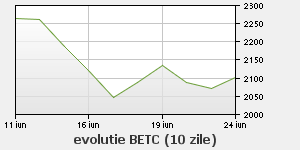 2300
2250
2200
2150
2100
2050
2000
11 iun
16 iun
19 iun
24 iun
evolutie BETC (10 zile)